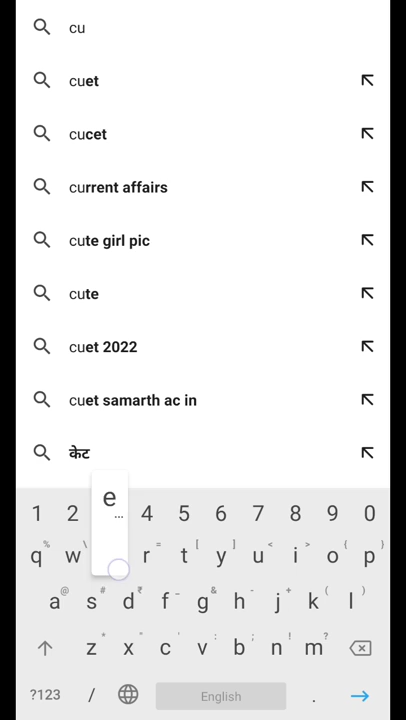 cu
cuet
cucet
current affairs
cute girl pic
cute
cuet 2022
cuet samarth ac in
केट
e
...
1 2 4 5 6 7 8 9 0
q\ w| r= t[ y] u< i> o{ p}
a@ s# d₹ f_ g& h- j+ k( l)
z* x" c' v: b; n! m?
?123 / English . →